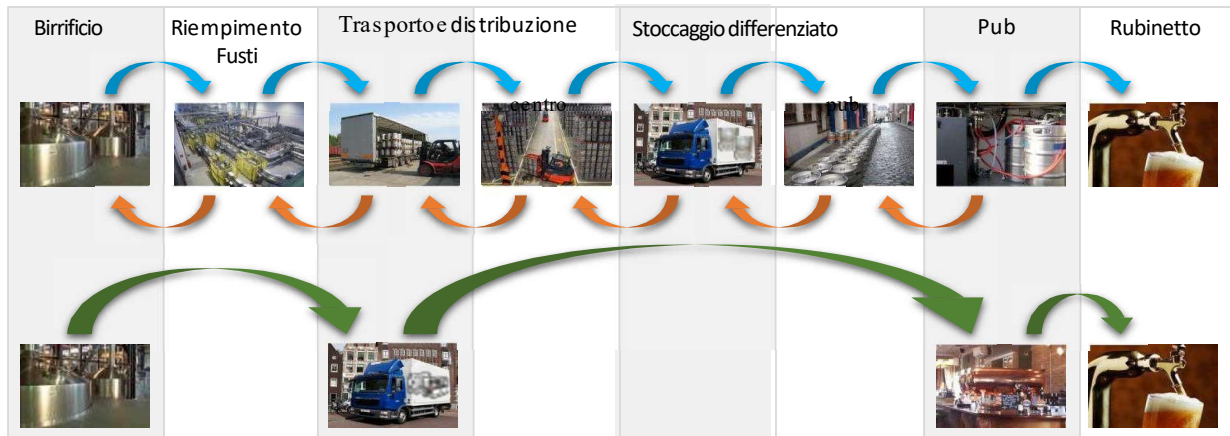 Birrificio
Riempimento
Fusti
Trasporto e distribuzione
Stoccaggio differenziato
Pub
Rubinetto
centro
pub